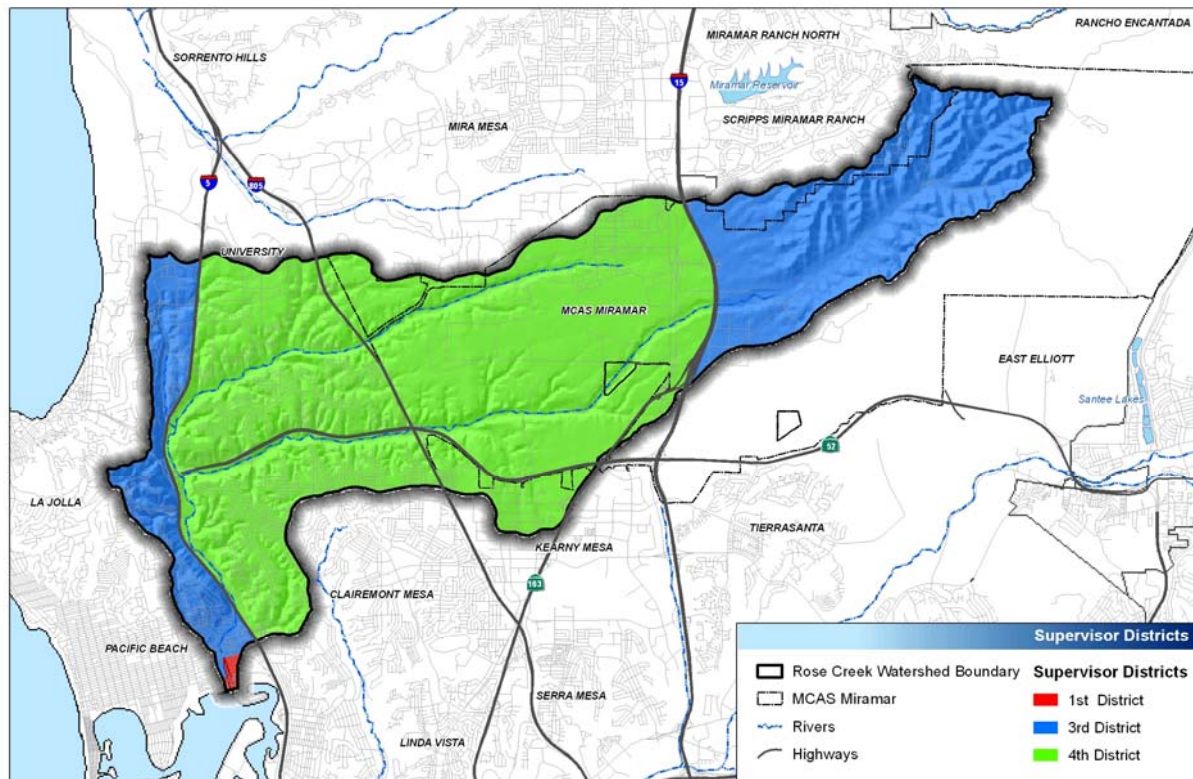 RANCHO ENCANTADA
MIRAMAR RANCH NORTH
SORRENTO HILLS
15
Miramar Reservoir
SCRIPPS MIRAMAR RANCH
MIRA MESA
5
805
UNIVERSITY
MCAS MIRAMAR
EAST ELLIOTT
Santee Lakes
52
LA JOLLA
TIERRASANTA
KEARNY MESA
163
CLAIREMONT MESA
PACIFIC BEACH
SERRA MESA
LINDA VISTA
Supervisor Districts
Rose Creek Watershed Boundary
MCAS Miramar
Rivers
Highways
Supervisor Districts
1st District
3rd District
4th District